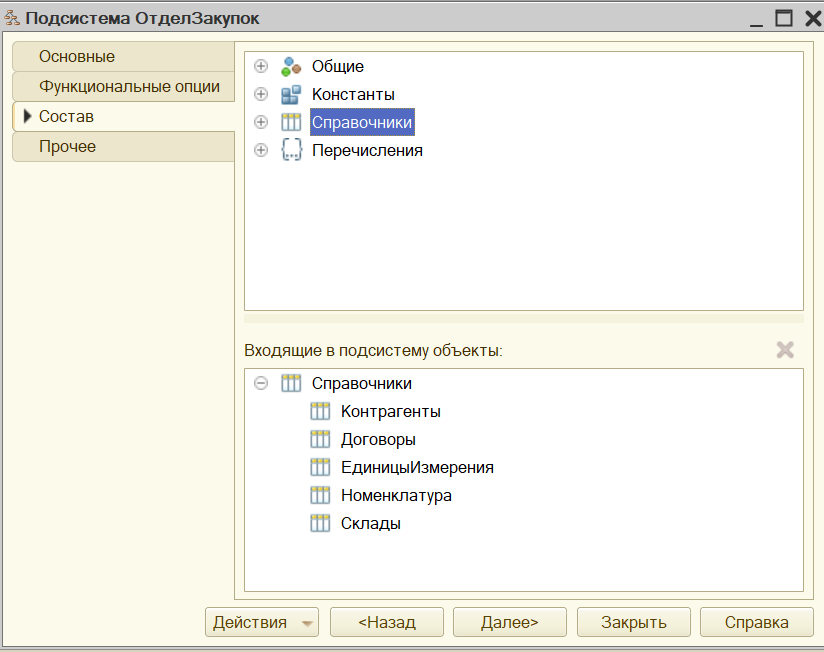 Подсистема ОтделЗакупок
Основные
Функциональные опции
Состав
Прочее
Общие
Константы
Справочники
Перечисления
Входящие в подсистему объекты:
Справочники
Контрагенты
Договоры
ЕдиницыИзмерения
Номенклатура
Склады
Действия
<Назад
Далее>
Закрыть
Справка